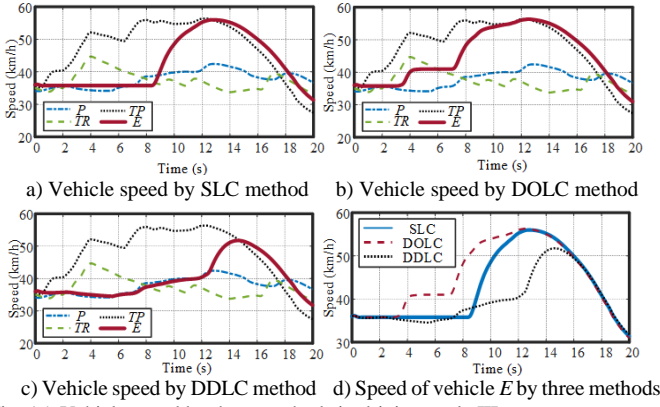 Speed (km/h)
60
50
40
30
20
P
TP
TR
E
0 2 4 6 8 10 12 14 16 18 20
Time (s)
a) Vehicle speed by SLC method
Speed (km/h)
60
50
40
30
20
P
TP
TR
E
0 2 4 6 8 10 12 14 16 18 20
Time (s)
b) Vehicle speed by DOLC method
Speed (km/h)
60
50
40
30
20
P
TP
TR
E
0 2 4 6 8 10 12 14 16 18 20
Time (s)
c) Vehicle speed by DDLC method
Speed (km/h)
60
50
40
30
SLC
DOLC
DDLC
0 2 4 6 8 10 12 14 16 18 20
Time (s)
d) Speed of vehicle E by three methods